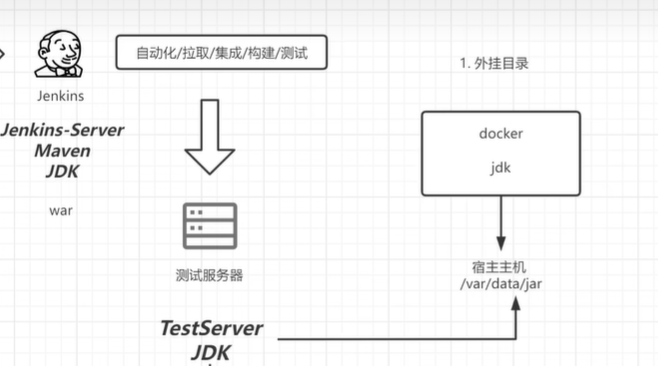 自动化/拉取/集成/构建/测试
1. 外挂目录
Jenkins
Jenkins-Server
Maven
JDK
war
测试服务器
TestServer
JDK
docker
jdk
宿主主机
/var/data/jar